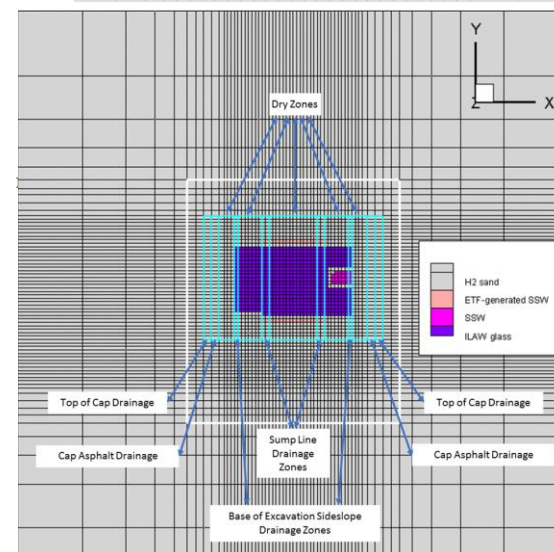 Y
Z
X
Dry Zones
H2 sand
ETF-generated SSW
SSW
ILAW glass
Top of Cap Drainage
Top of Cap Drainage
Cap Asphalt Drainage
Sump Line
Drainage
Zones
Cap Asphalt Drainage
Base of Excavation Sideslope
Drainage Zones